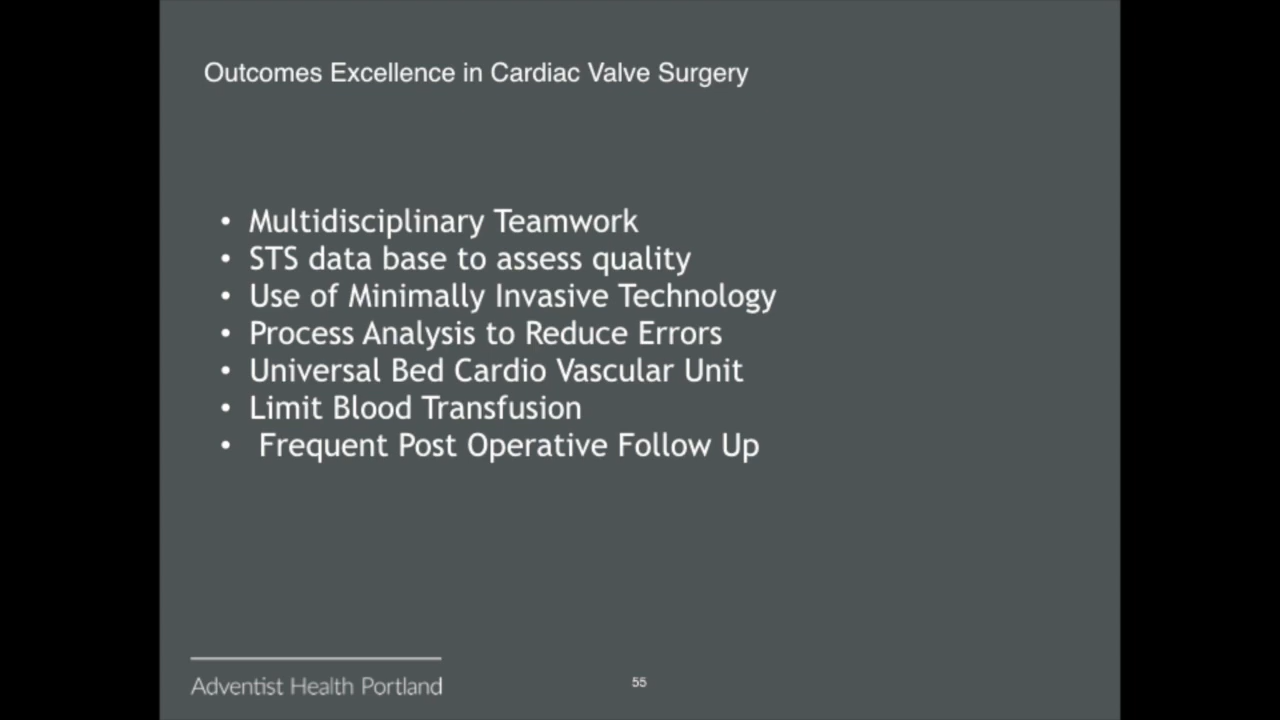 Outcomes Excellence in Cardiac Valve Surgery
• Multidisciplinary Teamwork
• STS data base to assess quality
• Use of Minimally Invasive Technology
• Process Analysis to Reduce Errors
• Universal Bed Cardio Vascular Unit
• Limit Blood Transfusion
• Frequent Post Operative Follow Up
Adventist Health Portland
55